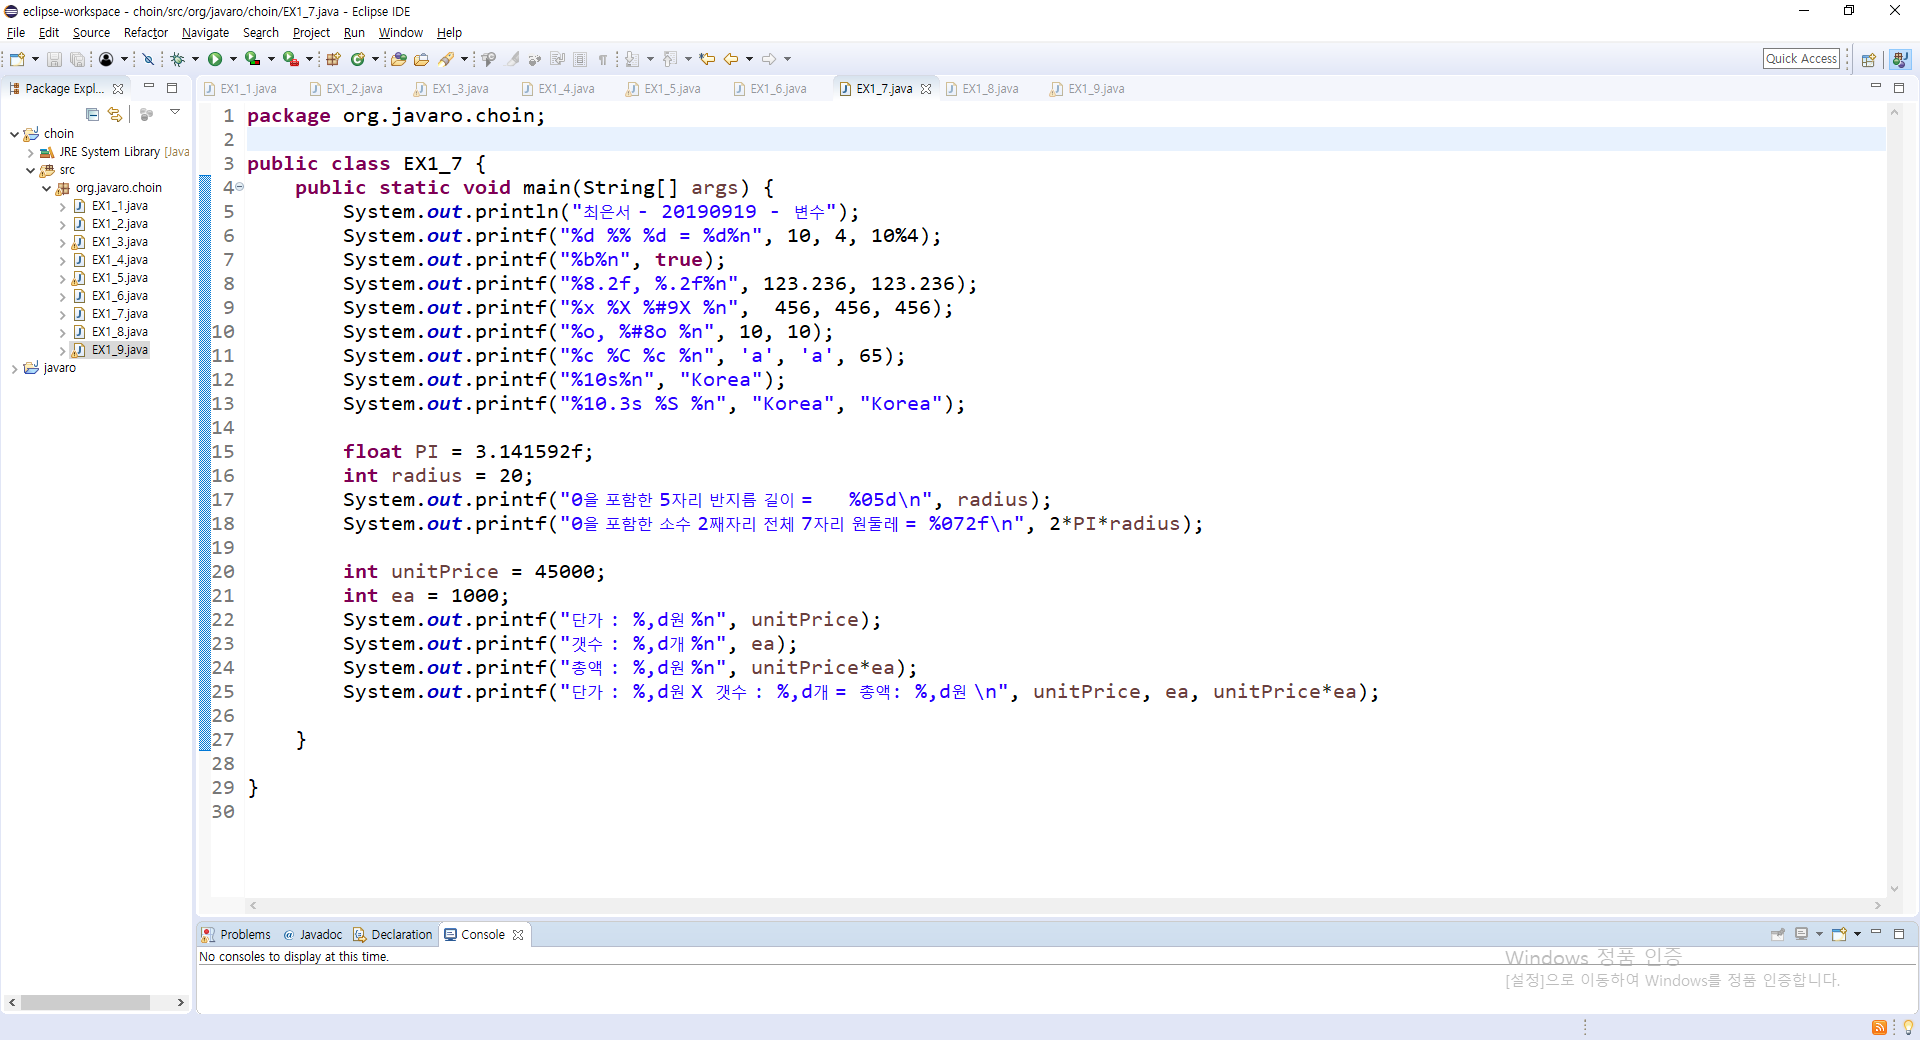 eclipse-workspace - choin/src/org/javaro/choin/EX1_7.java - Eclipse IDE
File Edit Source Refactor Navigate Search Project Run Window Help
Quick Access
Package Expl...
EX1_1.java EX1_2.java EX1_3.java EX1_4.java EX1_5.java EX1_6.java EX1_7.java EX1_8.java EX1_9.java
choin
JRE System Library [Java
src
org.javaro.choin
EX1_1.java
EX1_2.java
EX1_3.java
EX1_4.java
EX1_5.java
EX1_6.java
EX1_7.java
EX1_8.java
EX1_9.java
javaro
1 package org.javaro.choin;
2
3 public class EX1_7 {
4     public static void main(String[] args) {
5         System.out.println("최은서 - 20190919 - 변수");
6         System.out.printf("%d %% %d = %d%n", 10, 4, 10%4);
7         System.out.printf("%b%n", true);
8         System.out.printf("%8.2f, %.2f%n", 123.236, 123.236);
9         System.out.printf("%x %X %#9X %n",  456, 456, 456);
10         System.out.printf("%o, %#8o %n", 10, 10);
11         System.out.printf("%c %C %c %n", 'a', 'a', 65);
12         System.out.printf("%10s%n", "Korea");
13         System.out.printf("%10.3s %S %n", "Korea", "Korea");
14
15         float PI = 3.141592f;
16         int radius = 20;
17         System.out.printf("0을 포함한 5자리 반지름 길이 =   %05d\n", radius);
18         System.out.printf("0을 포함한 소수 2째자리 전체 7자리 원둘레 = %072f\n", 2*PI*radius);
19
20         int unitPrice = 45000;
21         int ea = 1000;
22         System.out.printf("단가 : %,d원 %n", unitPrice);
23         System.out.printf("갯수 : %,d개 %n", ea);
24         System.out.printf("총액 : %,d원 %n", unitPrice*ea);
25         System.out.printf("단가 : %,d원 X 갯수 : %,d개 = 총액: %,d원 \n", unitPrice, ea, unitPrice*ea);
26
27     }
28
29 }
30
Problems @ Javadoc Declaration Console
No consoles to display at this time.
Windows 정품 인증
[설정]으로 이동하여 Windows를 정품 인증합니다.